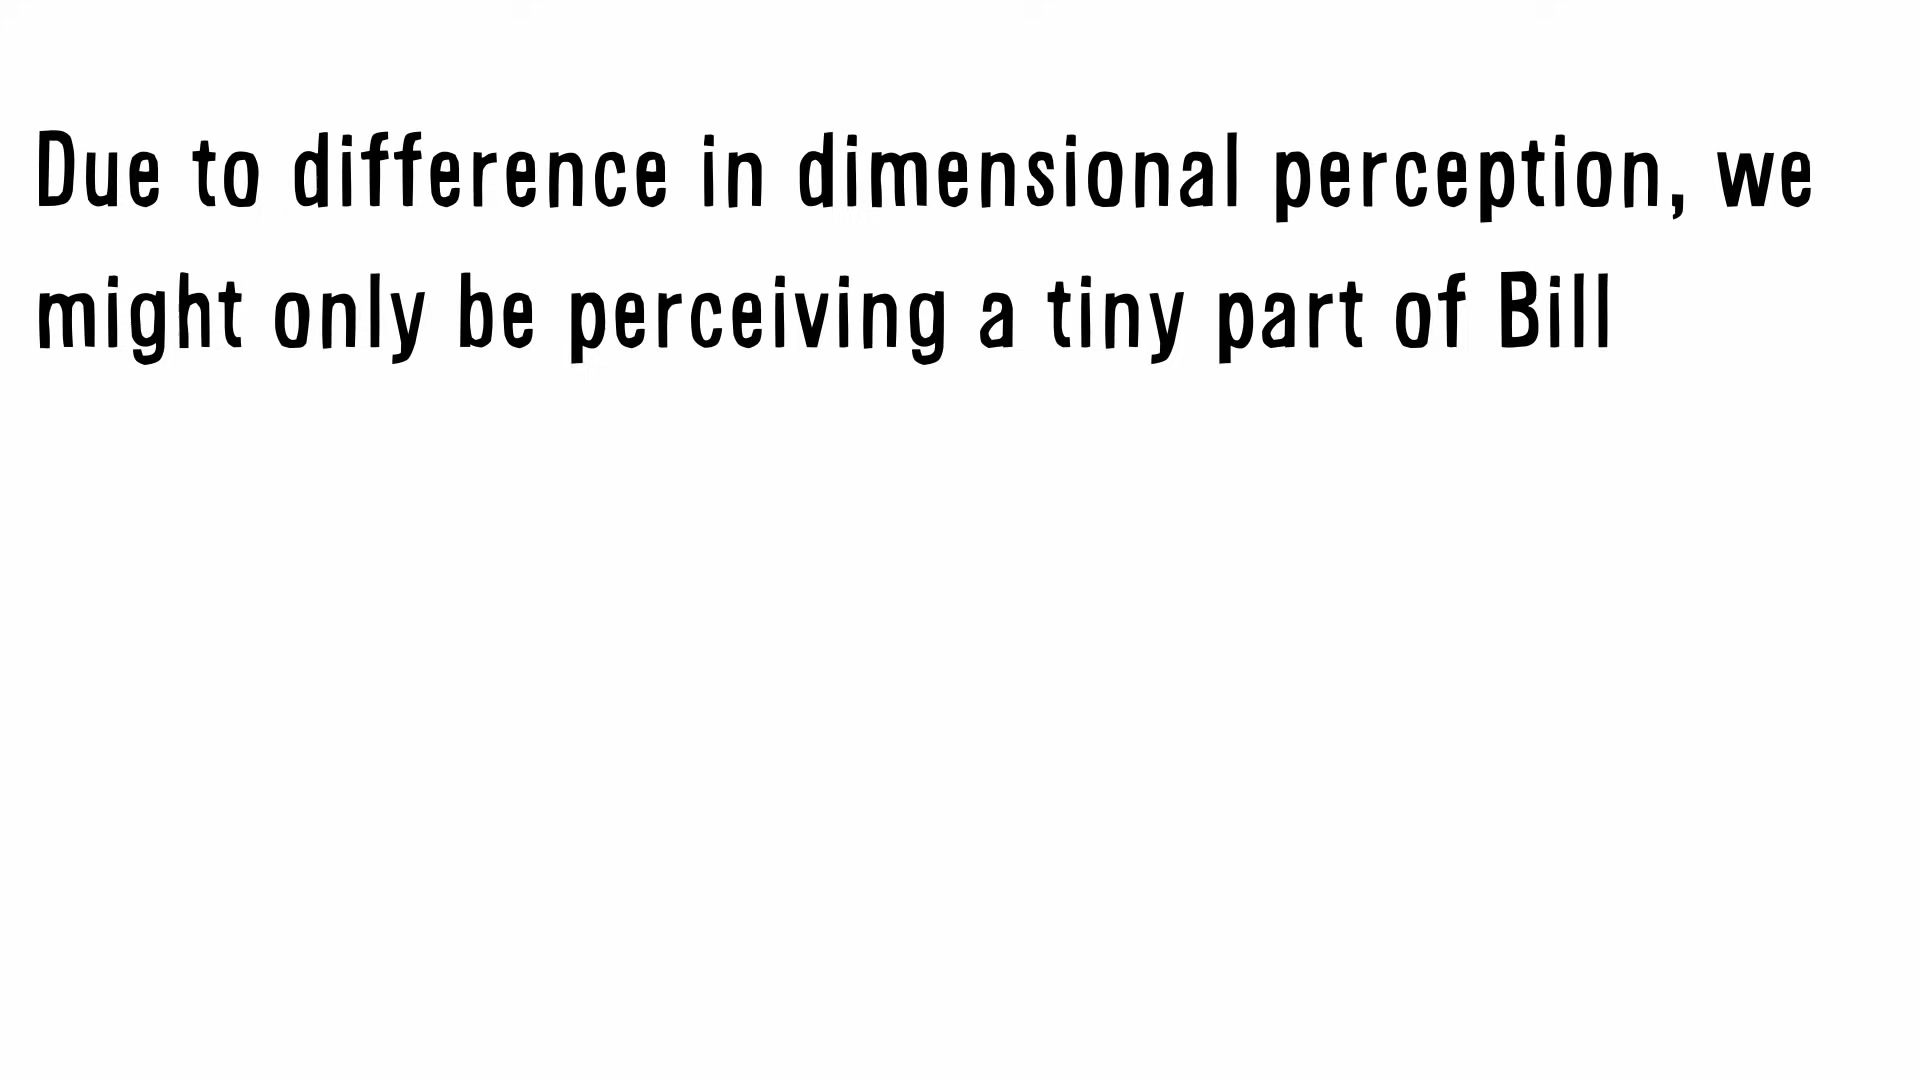 Due to difference in dimensional perception, we
might only be perceiving a tiny part of Bill